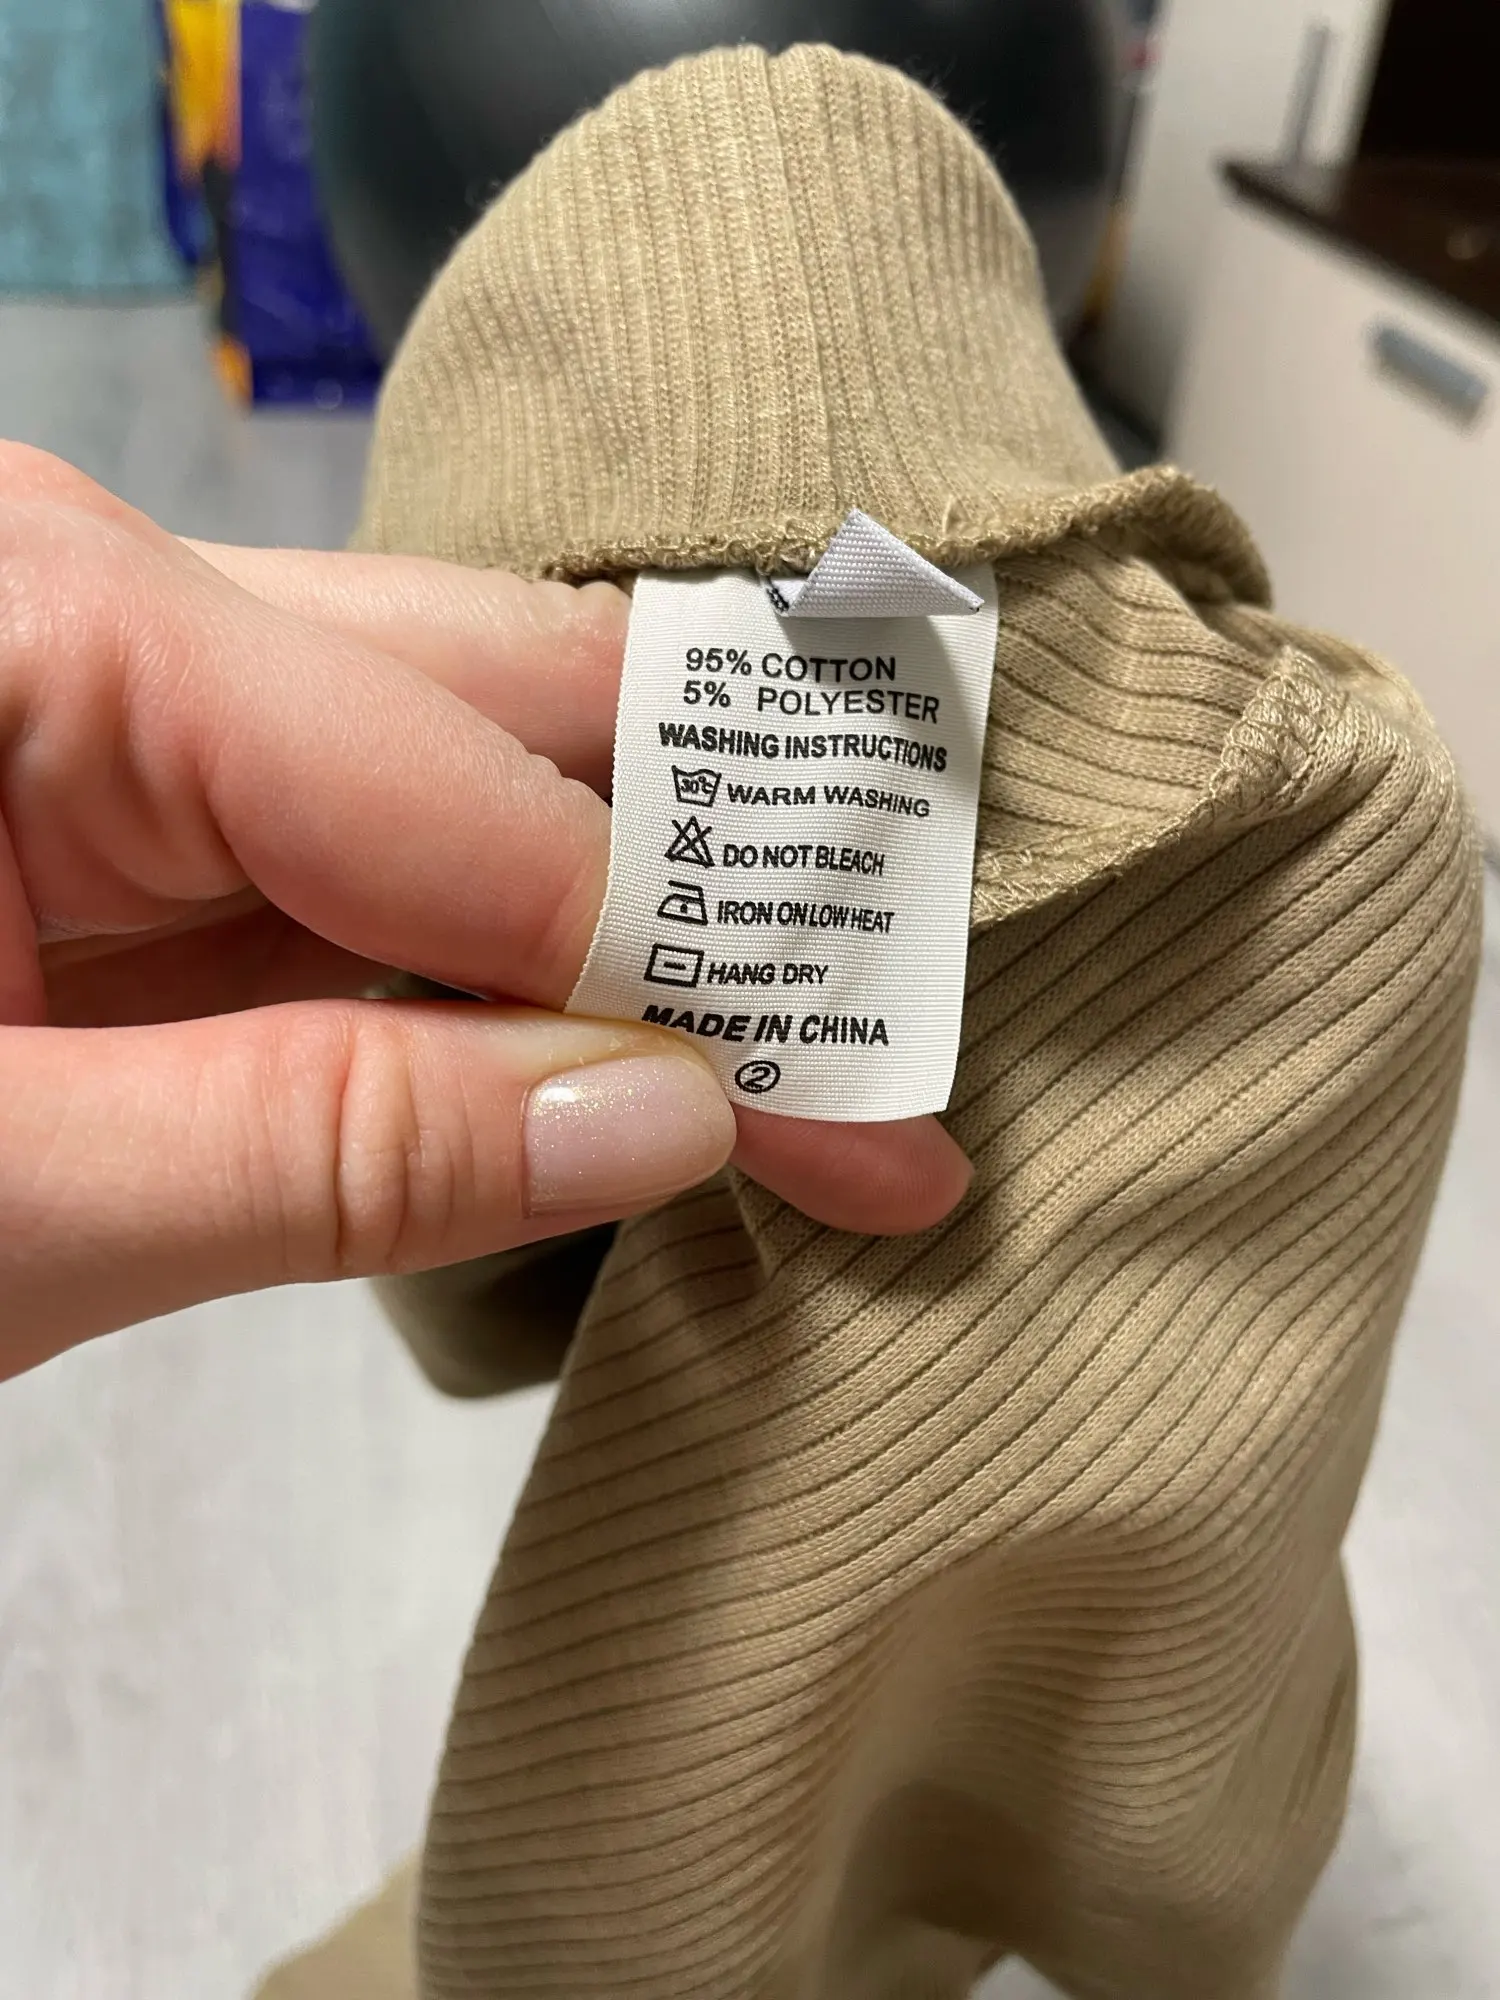 95% COTTON
5% POLYESTER
WASHING INSTRUCTIONS
30℃ WARM WASHING
DO NOT BLEACH
IRON ON LOW HEAT
HANG DRY
MADE IN CHINA
②